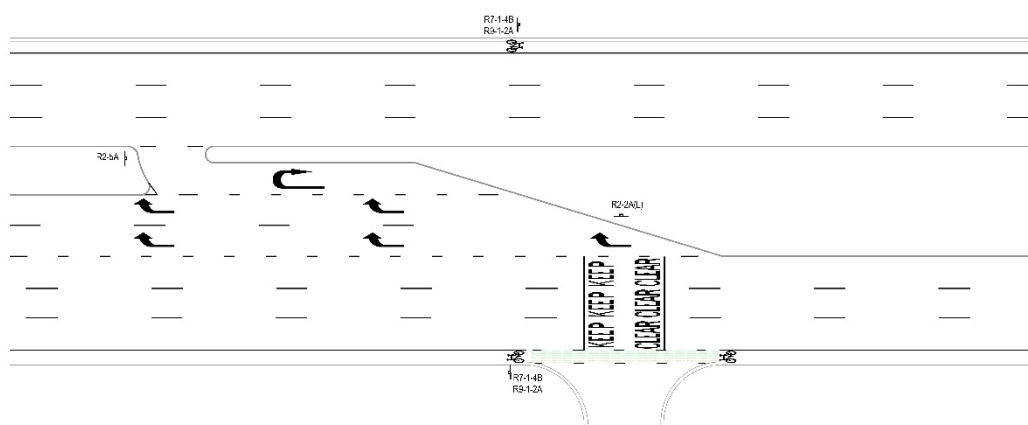 R7-1-4B
R9-1-2A
R2-5A
R2-2A(L)
KEEP KEEP KEEP
CLEAR CLEAR CLEAR
R7-1-4B
R9-1-2A